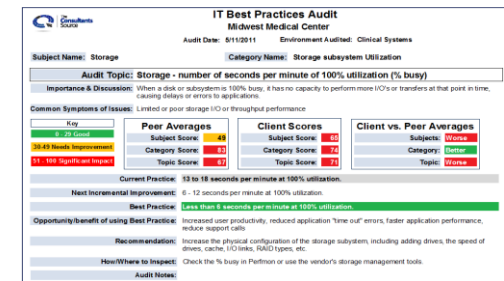 The Consultants Source
IT Best Practices Audit
Midwest Medical Center
Audit Date: 5/11/2011 Environment Audited: Clinical Systems
Subject Name: Storage Category Name: Storage subsystem Utilization
Audit Topic: Storage - number of seconds per minute of 100% utilization (% busy)
Importance & Discussion: When a disk or subsystem is 100% busy, it has no capacity to perform more I/O's or transfers at that point in time,
causing delays or errors to applications.
Common Symptoms of Issues: Limited or poor storage I/O or throughput performance
Key
0 - 29 Good
30-49 Needs Improvement
51 - 100 Significant Impact
Peer Averages
Subject Score: 49
Category Score: 83
Topic Score: 67
Client Scores
Subject Score: 65
Category Score: 74
Topic Score: 71
Client vs. Peer Averages
Subjects: Worse
Category: Better
Topic: Worse
Current Practice: 13 to 18 seconds per minute at 100% utilization.
Next Incremental Improvement: 6 - 12 seconds per minute at 100% utilization.
Best Practice: Less than 6 seconds per minute at 100% utilization.
Opportunity/benefit of using Best Practice: Increased user productivity, reduced application "time out" errors, faster application performance,
reduce support calls
Recommendation: Increase the physical configuration of the storage subsystem, including adding drives, the speed of
drives, cache, I/O links, RAID types, etc.
How/Where to Inspect: Check the % busy in Perfmon or use the vendor's storage management tools.
Audit Notes: